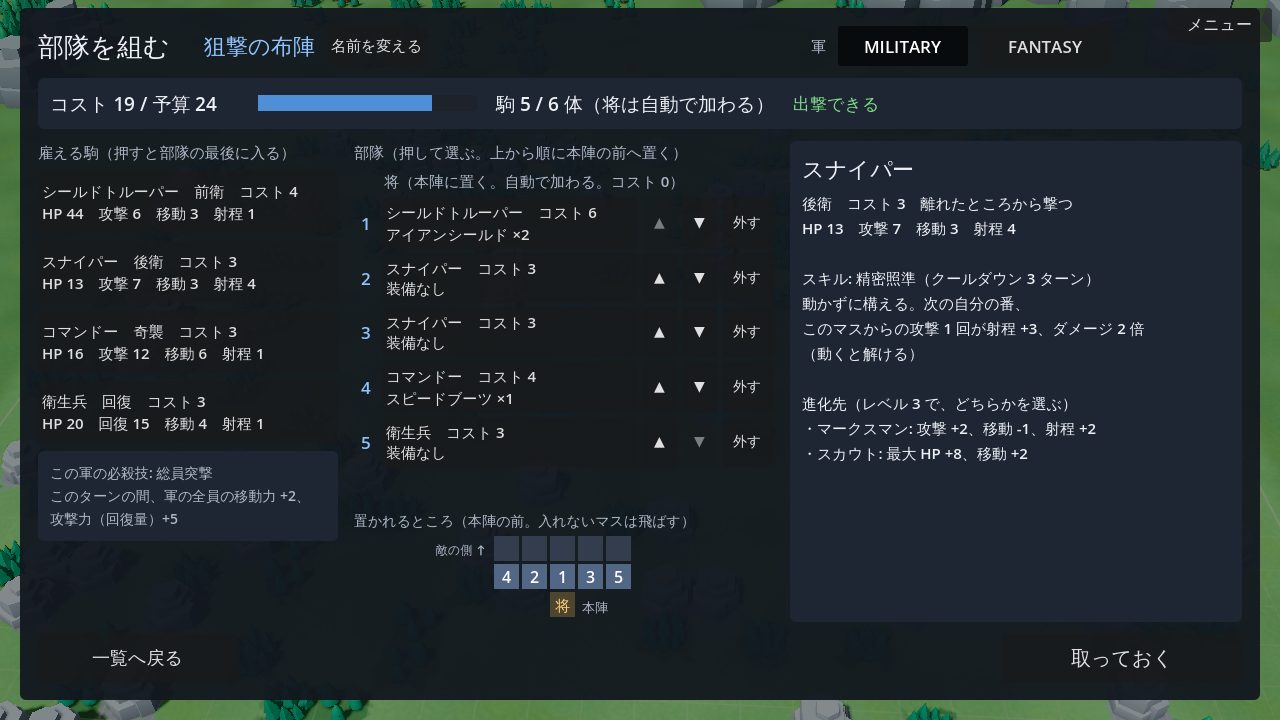 メニュー
部隊を組む 狙撃の布陣 名前を変える 軍 MILITARY FANTASY
コスト 19 / 予算 24 駒 5 / 6 体（将は自動で加わる） 出撃できる
雇える駒（押すと部隊の最後に入る）
シールドトルーパー　前衛　コスト 4
HP 44　攻撃 6　移動 3　射程 1
スナイパー　後衛　コスト 3
HP 13　攻撃 7　移動 3　射程 4
コマンドー　奇襲　コスト 3
HP 16　攻撃 12　移動 6　射程 1
衛生兵　回復　コスト 3
HP 20　回復 15　移動 4　射程 1
この軍の必殺技: 総員突撃
このターンの間、軍の全員の移動力 +2、
攻撃力（回復量）+5
部隊（押して選ぶ。上から順に本陣の前へ置く）
将（本陣に置く。自動で加わる。コスト 0）
1 シールドトルーパー　コスト 6 ▲ ▼ 外す
アイアンシールド ×2
2 スナイパー　コスト 3 ▲ ▼ 外す
装備なし
3 スナイパー　コスト 3 ▲ ▼ 外す
装備なし
4 コマンドー　コスト 4 ▲ ▼ 外す
スピードブーツ ×1
5 衛生兵　コスト 3 ▲ ▼ 外す
装備なし
置かれるところ（本陣の前。入れないマスは飛ばす）
敵の側 ↑
4 2 1 3 5
将 本陣
スナイパー
後衛　コスト 3　離れたところから撃つ
HP 13　攻撃 7　移動 3　射程 4
スキル: 精密照準（クールダウン 3 ターン）
動かずに構える。次の自分の番、
このマスからの攻撃 1 回が射程 +3、ダメージ 2 倍
（動くと解ける）
進化先（レベル 3 で、どちらかを選ぶ）
・マークスマン: 攻撃 +2、移動 -1、射程 +2
・スカウト: 最大 HP +8、移動 +2
一覧へ戻る 取っておく